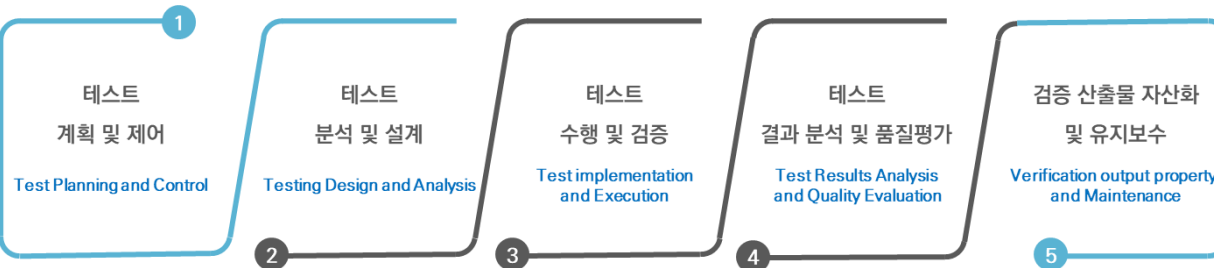 1
테스트
계획 및 제어
Test Planning and Control
테스트
분석 및 설계
Testing Design and Analysis
2
테스트
수행 및 검증
Test implementation
and Execution
3
테스트
결과 분석 및 품질평가
Test Results Analysis
and Quality Evaluation
4
검증 산출물 자산화
및 유지보수
Verification output property
and Maintenance
5